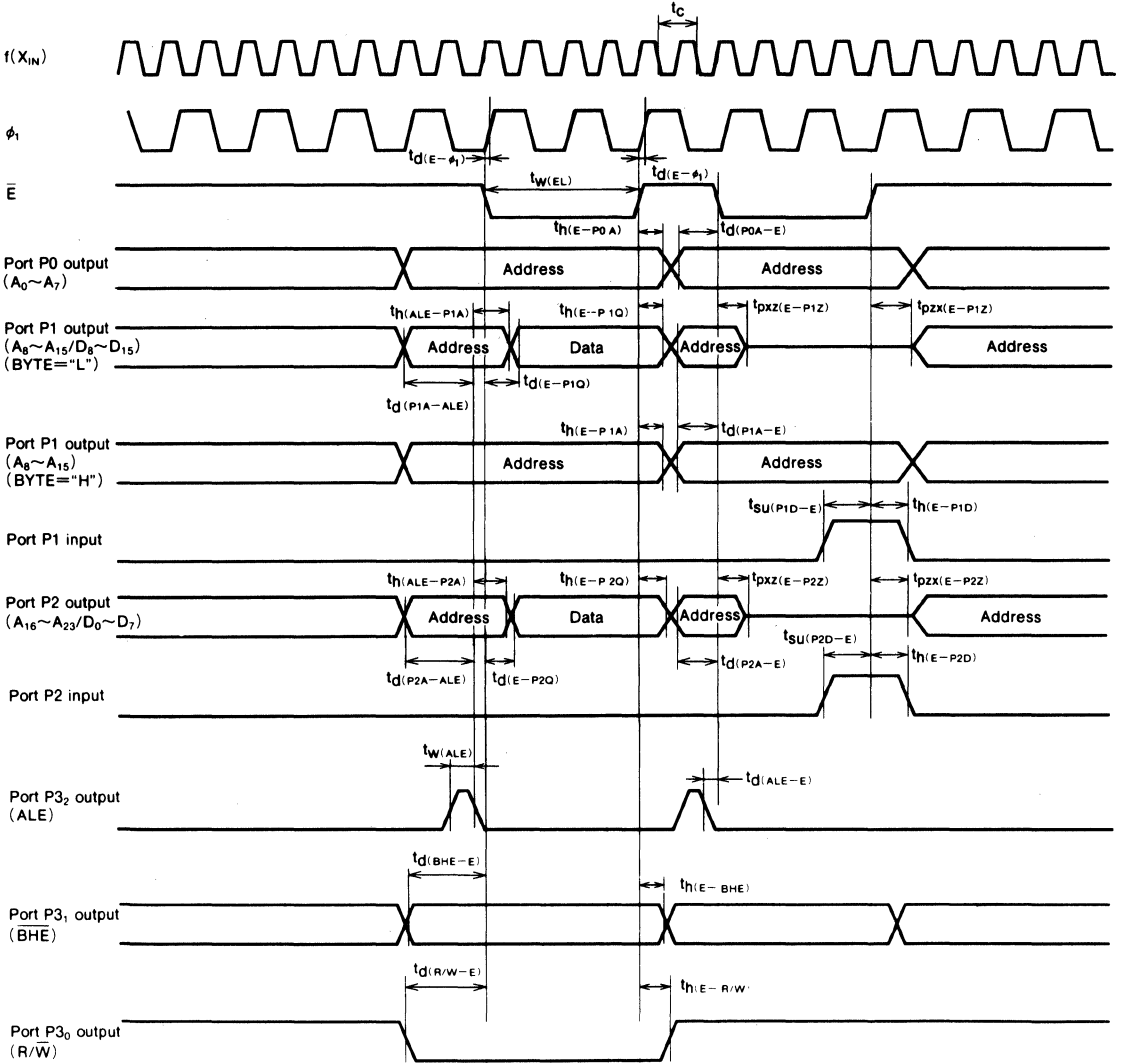 tC
f(XIN)
ϕ1
td(E−ϕ1)
tw(EL)
td(E−ϕ1)
E̅
th(E−P0A)
td(P0A−E)
Port P0 output
(A0~A7)
Address
Address
th(ALE−P1A)
th(E−P1Q)
tpxz(E−P1Z)
tpzx(E−P1Z)
Port P1 output
(A8~A15/D8~D15)
(BYTE="L")
Address
Data
Address
Address
td(P1A−ALE)
td(E−P1Q)
th(E−P1A)
td(P1A−E)
Port P1 output
(A8~A15)
(BYTE="H")
Address
Address
tsu(P1D−E)
th(E−P1D)
Port P1 input
th(ALE−P2A)
th(E−P2Q)
tpxz(E−P2Z)
tpzx(E−P2Z)
Port P2 output
(A16~A23/D0~D7)
Address
Data
Address
Address
tsu(P2D−E)
th(E−P2D)
td(P2A−ALE)
td(E−P2Q)
td(P2A−E)
Port P2 input
tw(ALE)
td(ALE−E)
Port P32 output
(ALE)
td(BHE−E)
th(E−BHE)
Port P31 output
(B̅H̅E̅)
td(R/W−E)
th(E−R/W
Port P30 output
(R/W̅)